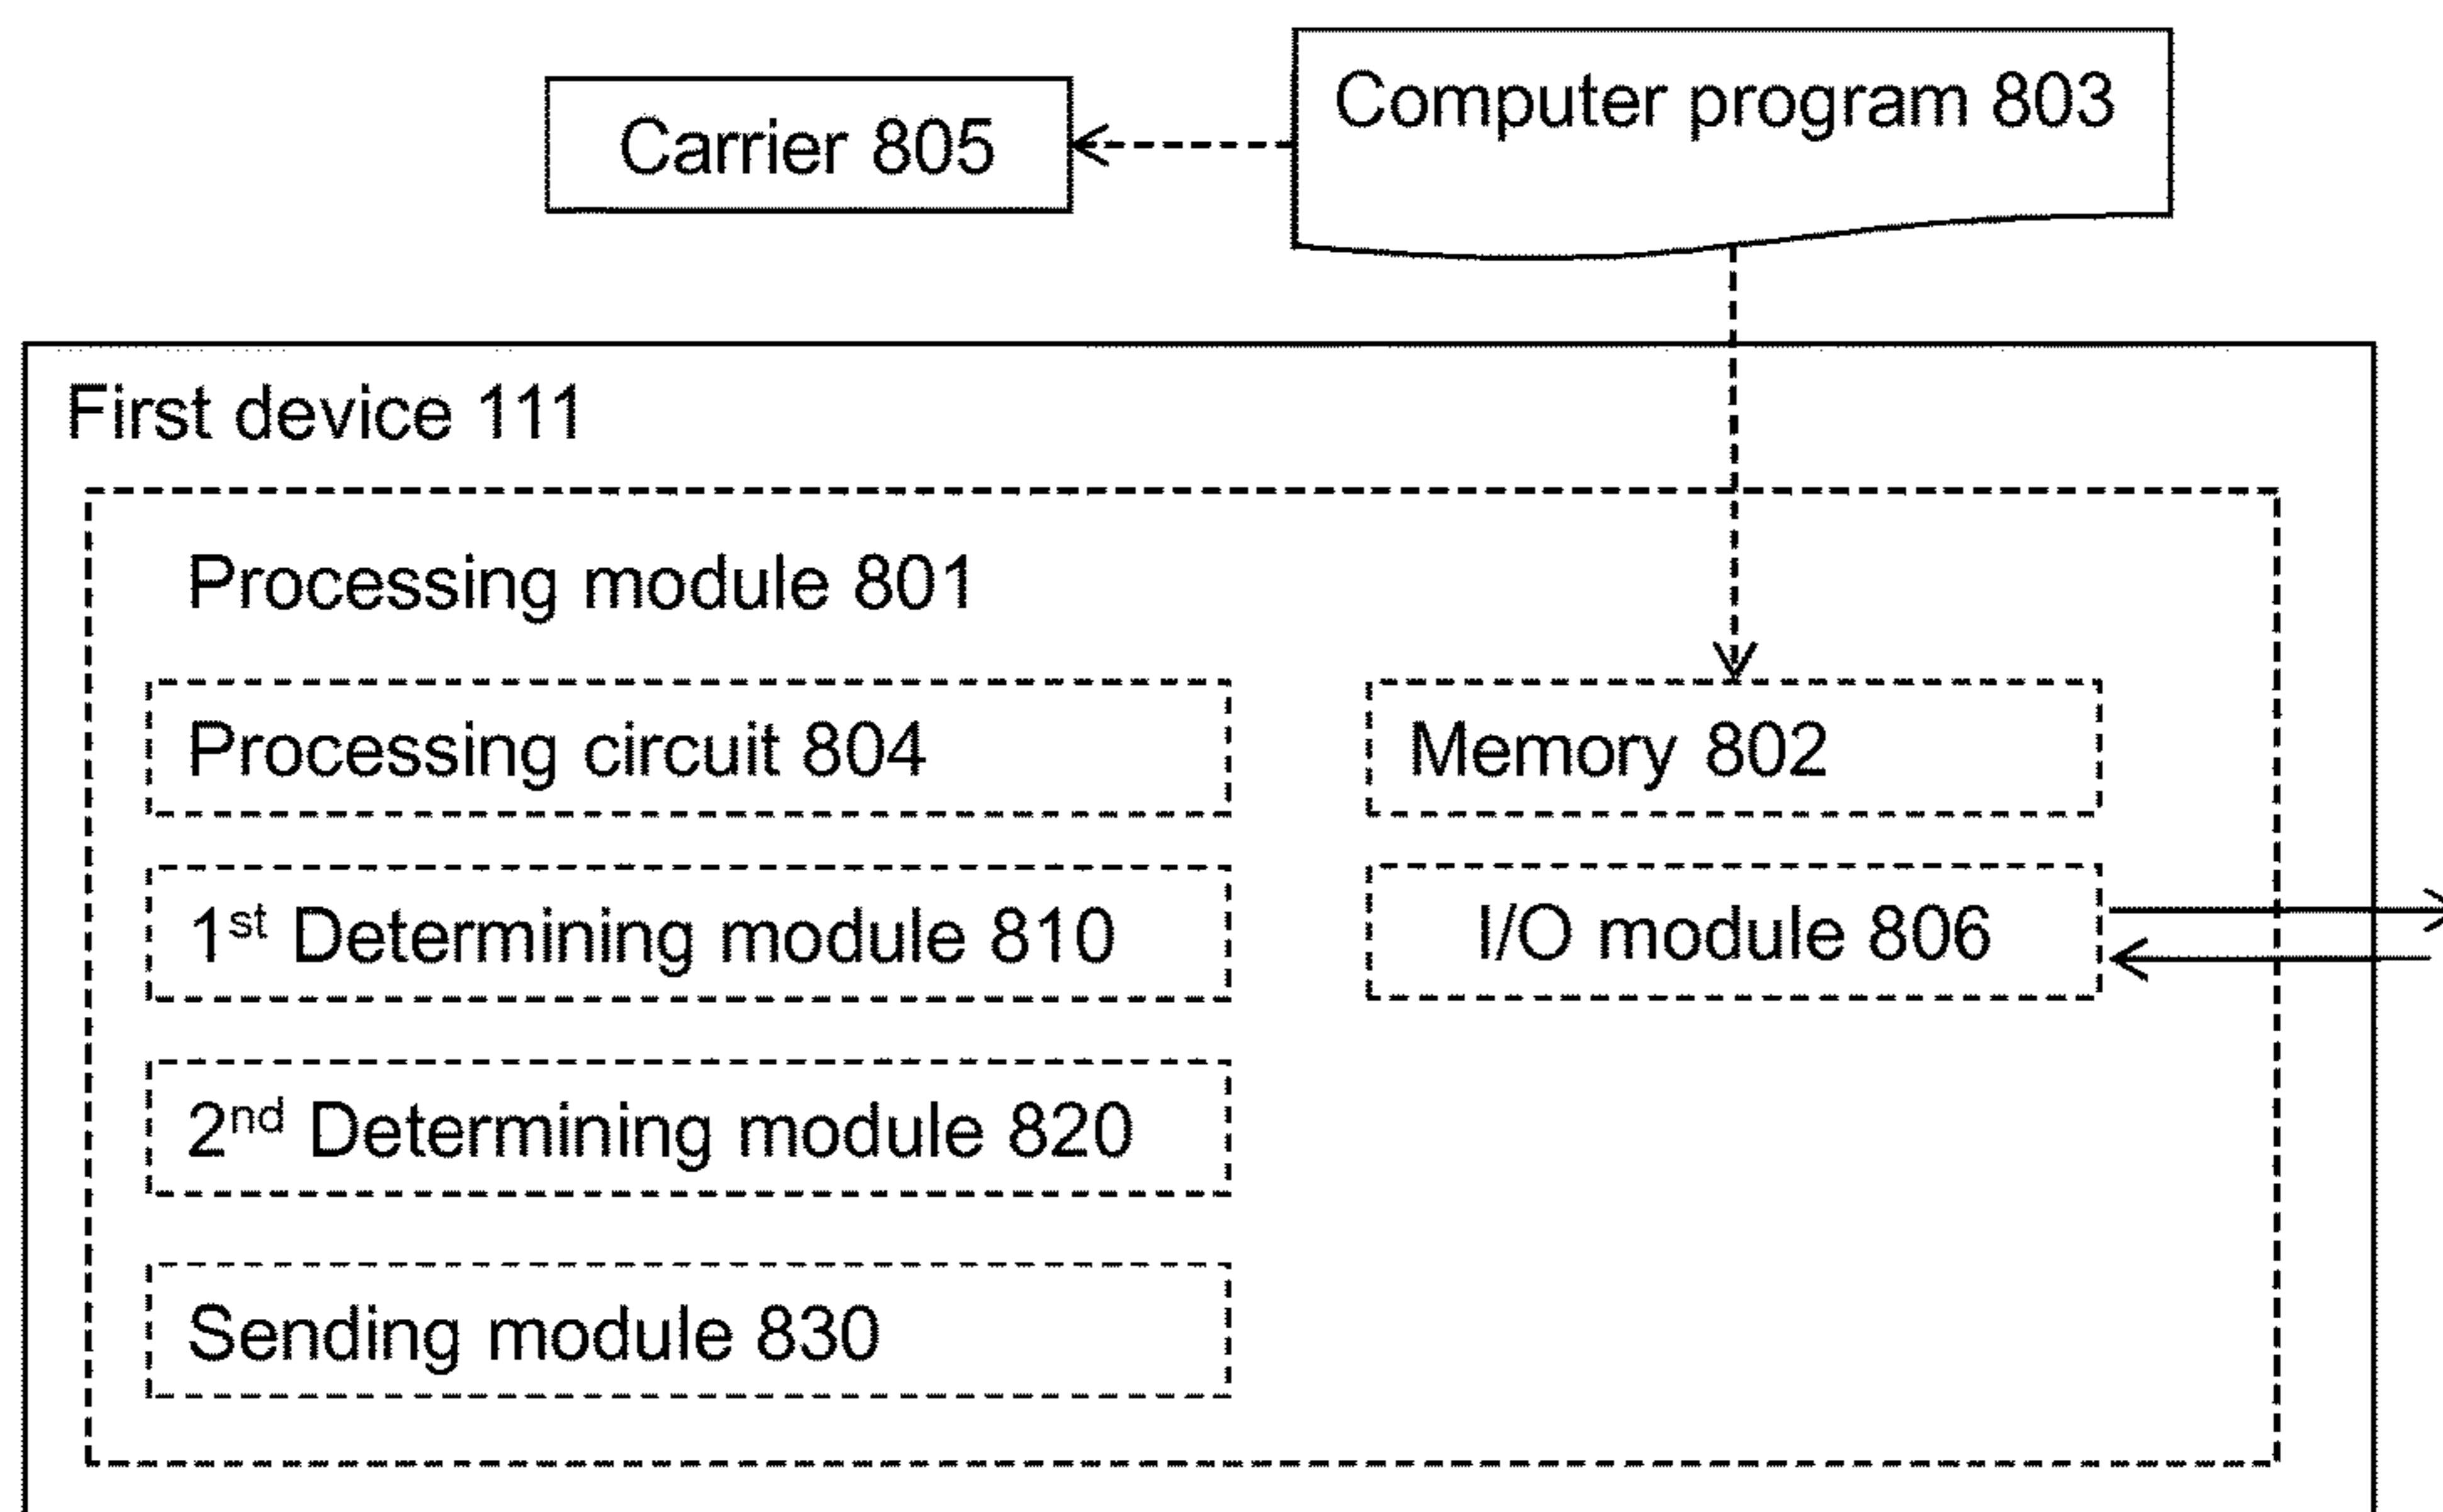 Computer program 803
Carrier 805
First device 111
Processing module 801
Processing circuit 804
Memory 802
1st Determining module 810
I/O module 806
2nd Determining module 820
Sending module 830